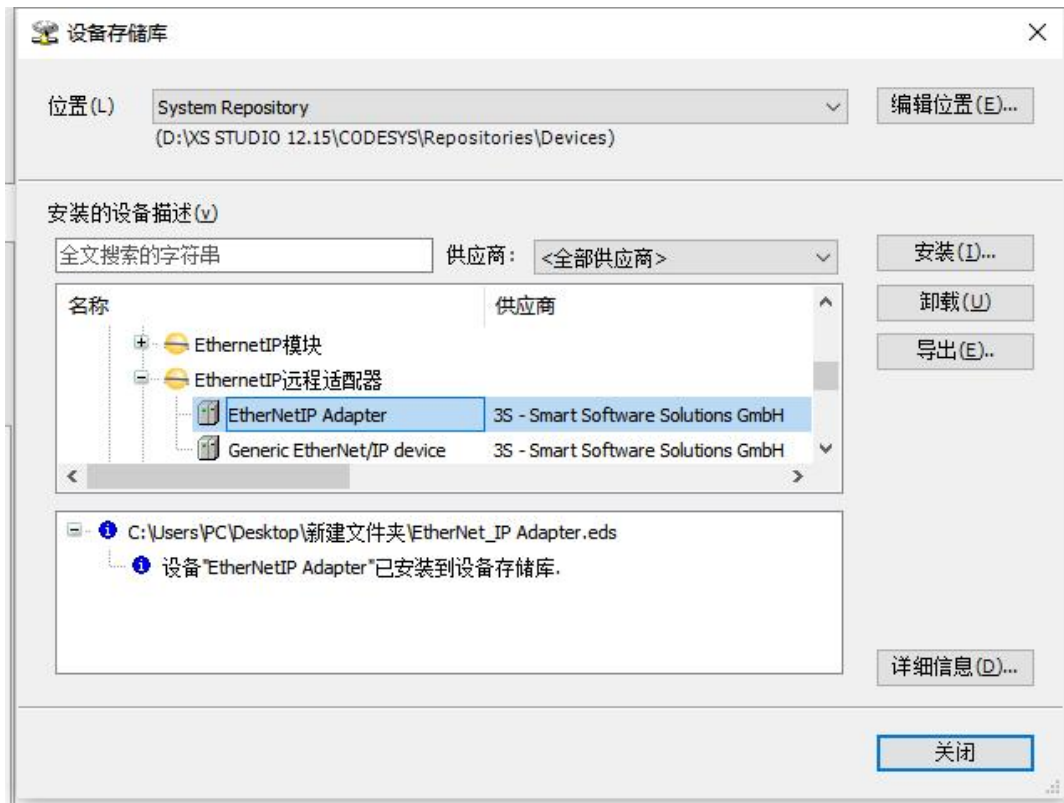 设备存储库
位置(L) System Repository 编辑位置(E)...
(D:\XS STUDIO 12.15\CODESYS\Repositories\Devices)
安装的设备描述(v)
全文搜索的字符串 供应商: <全部供应商> 安装(I)...
名称 供应商 卸载(U)
EthernetIP模块 导出(E)..
EthernetIP远程适配器
EtherNetIP Adapter 3S - Smart Software Solutions GmbH
Generic EtherNet/IP device 3S - Smart Software Solutions GmbH
C:\Users\PC\Desktop\新建文件夹\EtherNet_IP Adapter.eds
设备"EtherNetIP Adapter"已安装到设备存储库.
详细信息(D)...
关闭